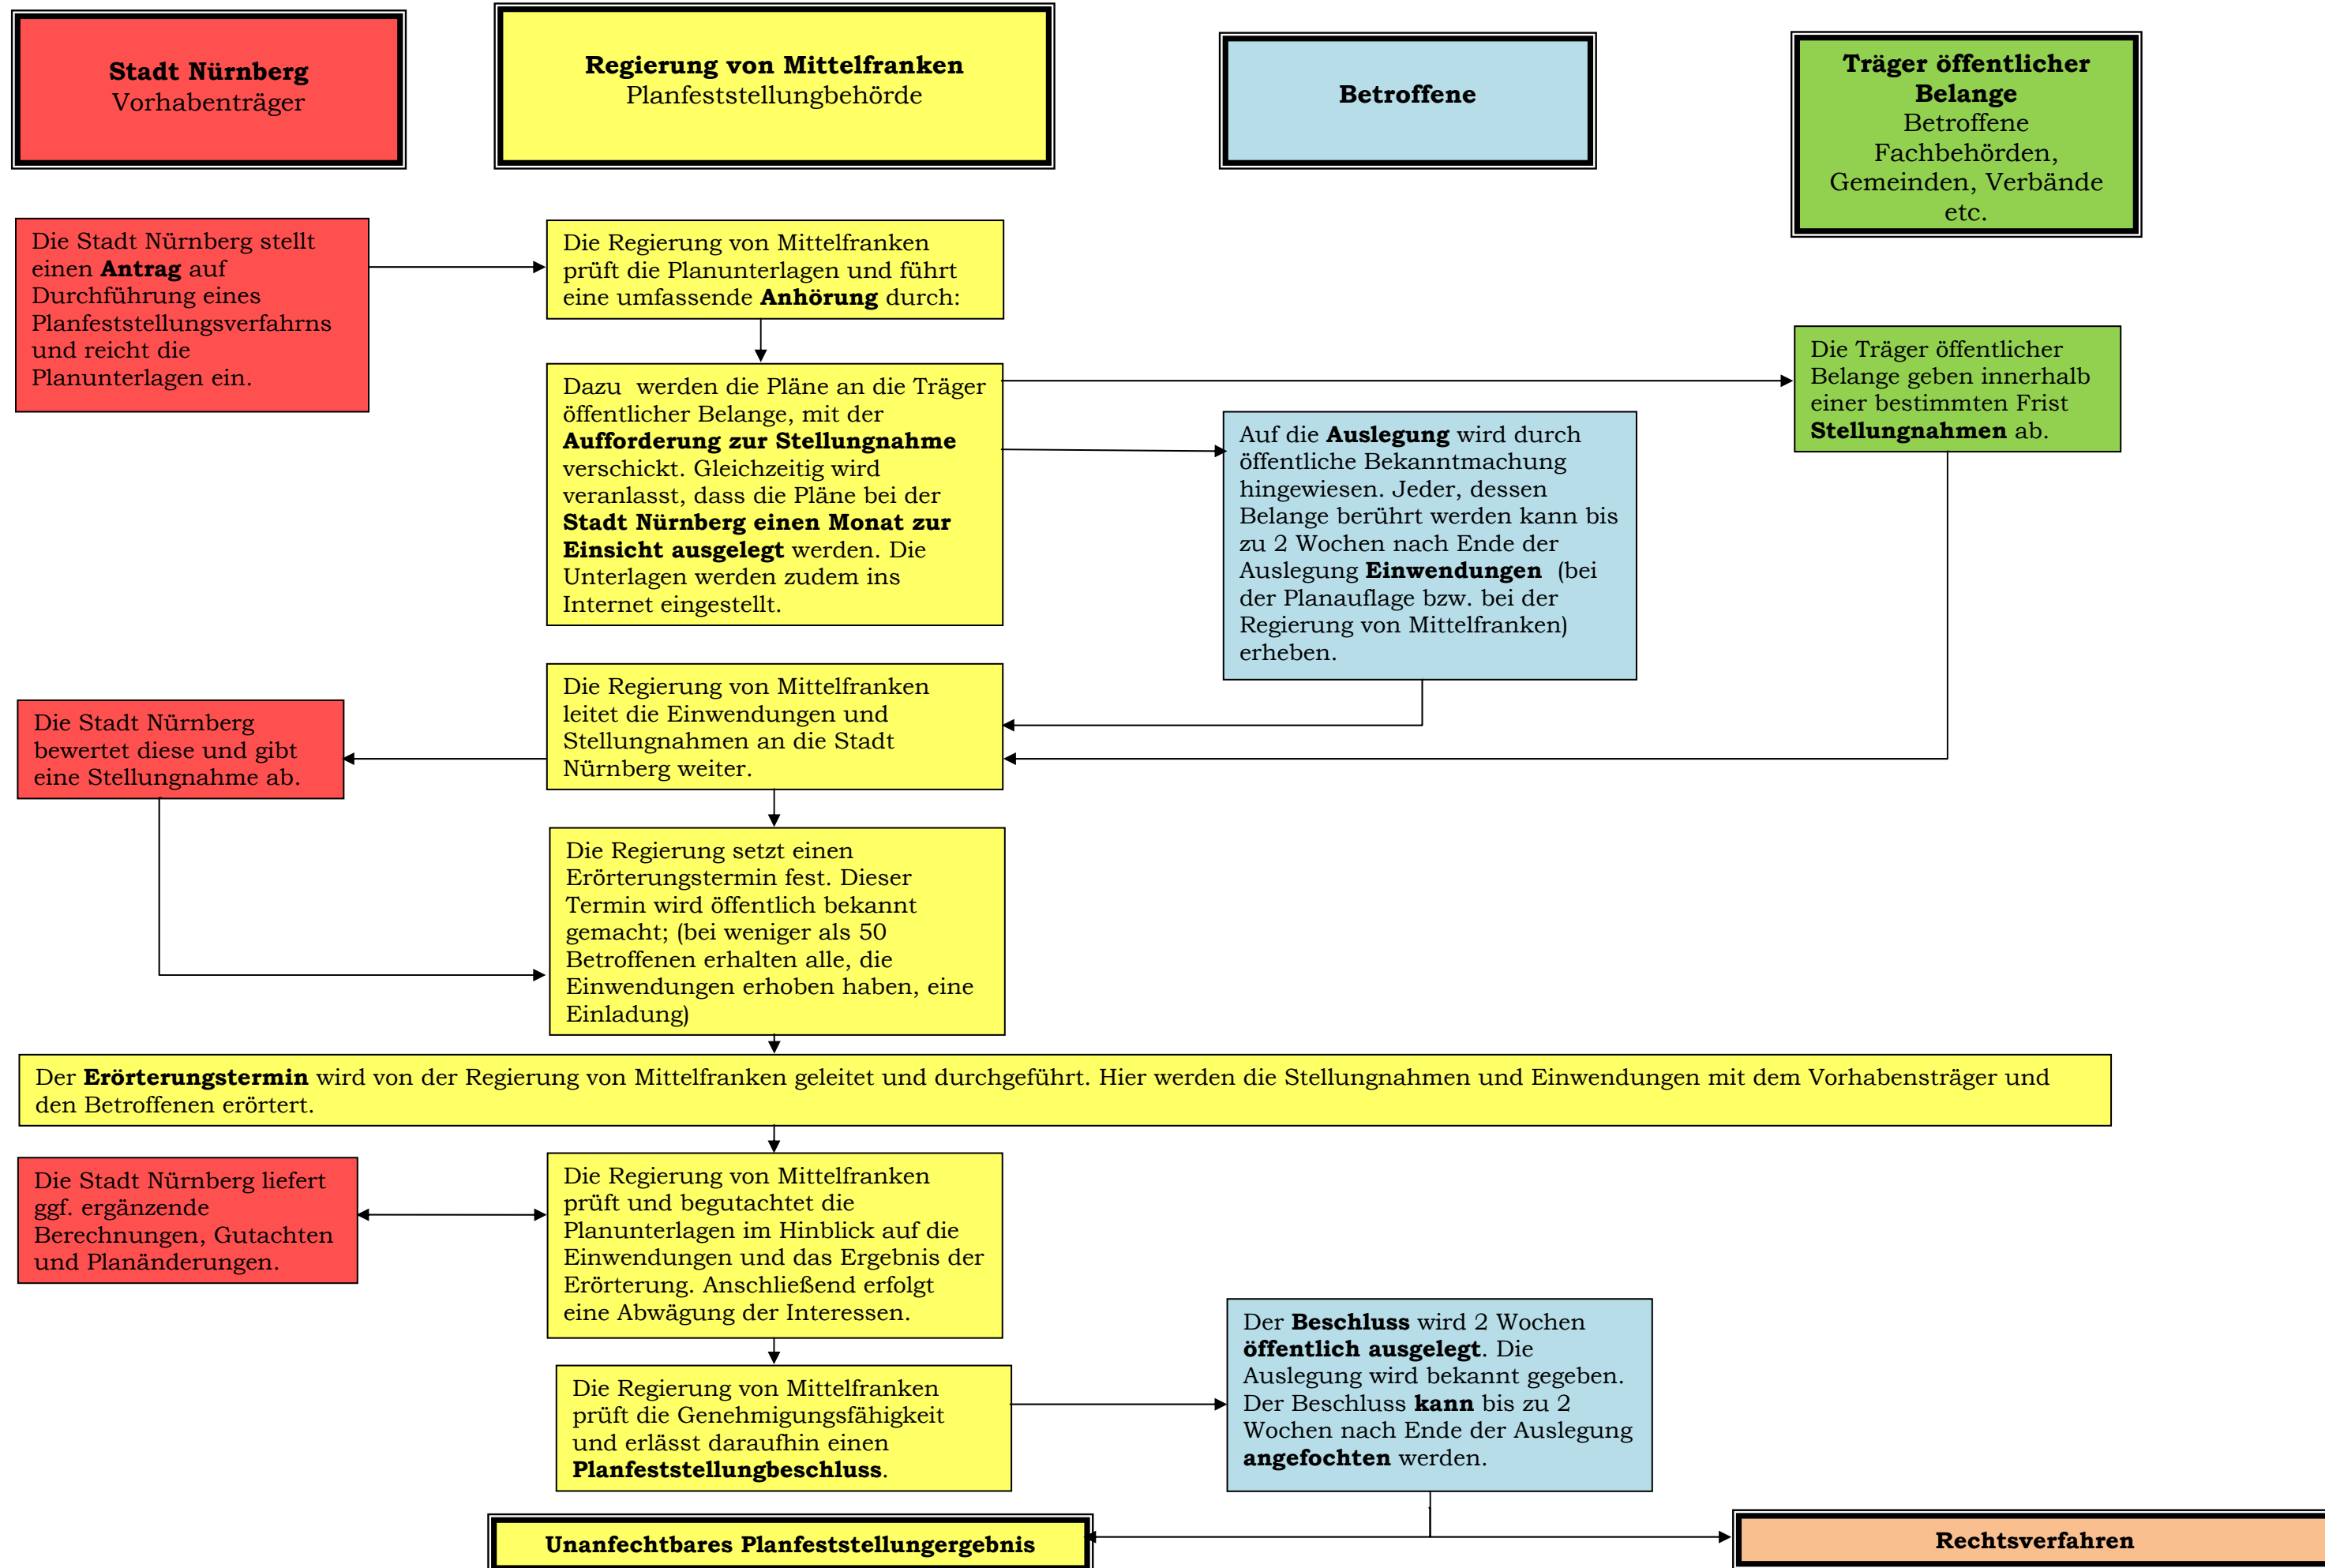 Stadt Nürnberg
Vorhabenträger
Regierung von Mittelfranken
Planfeststellungbehörde
Betroffene
Träger öffentlicher
Belange
Betroffene
Fachbehörden,
Gemeinden, Verbände
etc.
Die Stadt Nürnberg stellt
einen Antrag auf
Durchführung eines
Planfeststellungsverfahrns
und reicht die
Planunterlagen ein.
Die Regierung von Mittelfranken
prüft die Planunterlagen und führt
eine umfassende Anhörung durch:
Dazu  werden die Pläne an die Träger
öffentlicher Belange, mit der
Aufforderung zur Stellungnahme
verschickt. Gleichzeitig wird
veranlasst, dass die Pläne bei der
Stadt Nürnberg einen Monat zur
Einsicht ausgelegt werden. Die
Unterlagen werden zudem ins
Internet eingestellt.
Die Träger öffentlicher
Belange geben innerhalb
einer bestimmten Frist
Stellungnahmen ab.
Auf die Auslegung wird durch
öffentliche Bekanntmachung
hingewiesen. Jeder, dessen
Belange berührt werden kann bis
zu 2 Wochen nach Ende der
Auslegung Einwendungen  (bei
der Planauflage bzw. bei der
Regierung von Mittelfranken)
erheben.
Die Regierung von Mittelfranken
leitet die Einwendungen und
Stellungnahmen an die Stadt
Nürnberg weiter.
Die Stadt Nürnberg
bewertet diese und gibt
eine Stellungnahme ab.
Die Regierung setzt einen
Erörterungstermin fest. Dieser
Termin wird öffentlich bekannt
gemacht; (bei weniger als 50
Betroffenen erhalten alle, die
Einwendungen erhoben haben, eine
Einladung)
Der Erörterungstermin wird von der Regierung von Mittelfranken geleitet und durchgeführt. Hier werden die Stellungnahmen und Einwendungen mit dem Vorhabensträger und
den Betroffenen erörtert.
Die Stadt Nürnberg liefert
ggf. ergänzende
Berechnungen, Gutachten
und Planänderungen.
Die Regierung von Mittelfranken
prüft und begutachtet die
Planunterlagen im Hinblick auf die
Einwendungen und das Ergebnis der
Erörterung. Anschließend erfolgt
eine Abwägung der Interessen.
Die Regierung von Mittelfranken
prüft die Genehmigungsfähigkeit
und erlässt daraufhin einen
Planfeststellungbeschluss.
Der Beschluss wird 2 Wochen
öffentlich ausgelegt. Die
Auslegung wird bekannt gegeben.
Der Beschluss kann bis zu 2
Wochen nach Ende der Auslegung
angefochten werden.
Unanfechtbares Planfeststellungergebnis
Rechtsverfahren